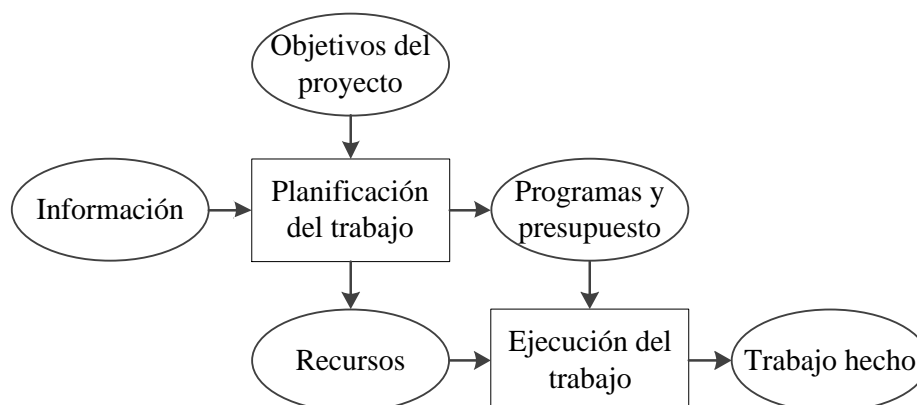 Objetivos del
proyecto
Información
Planificación
del trabajo
Programas y
presupuesto
Recursos
Ejecución del
trabajo
Trabajo hecho